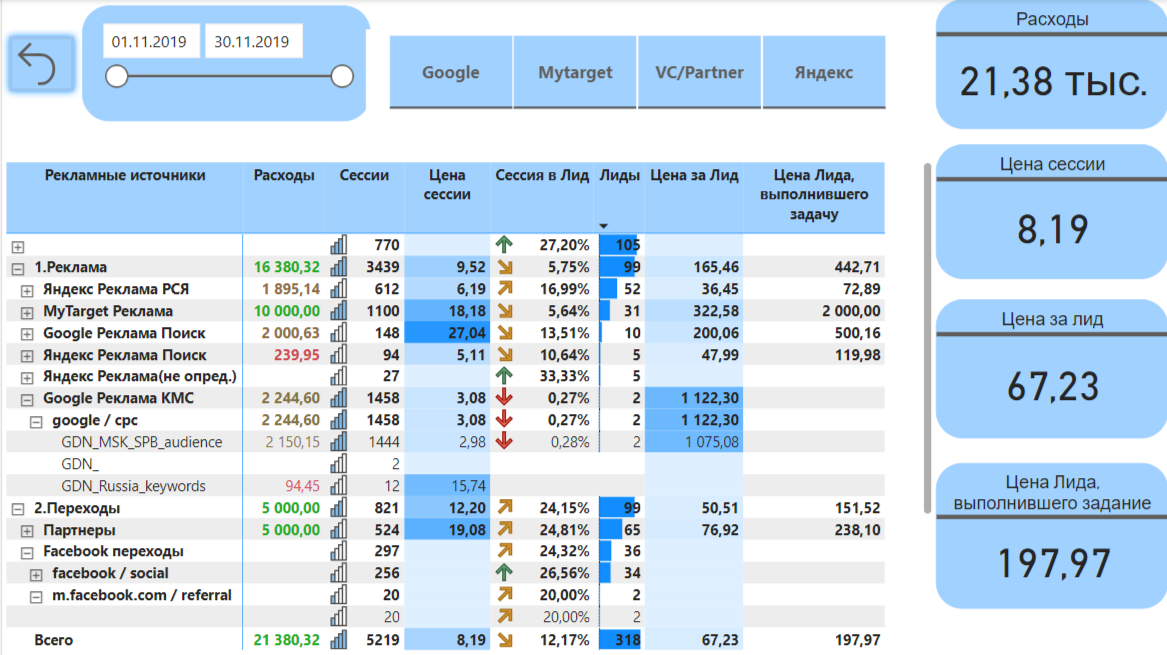 01.11.2019 30.11.2019
Google Mytarget VC/Partner Яндекс
Расходы
21,38 тыс.
Цена сессии
8,19
Цена за лид
67,23
Цена Лида,
выполнившего задание
197,97
Рекламные источники Расходы Сессии Цена сессии Сессия в Лид Лиды Цена за Лид Цена Лида, выполнившего задачу
770 27,20% 105
1.Реклама 16 380,32 3439 9,52 5,75% 99 165,46 442,71
Яндекс Реклама РСЯ 1 895,14 612 6,19 16,99% 52 36,45 72,89
MyTarget Реклама 10 000,00 1100 18,18 5,64% 31 322,58 2 000,00
Google Реклама Поиск 2 000,63 148 27,04 13,51% 10 200,06 500,16
Яндекс Реклама Поиск 239,95 94 5,11 10,64% 5 47,99 119,98
Яндекс Реклама(не опред.) 27 33,33% 5
Google Реклама КМС 2 244,60 1458 3,08 0,27% 2 1 122,30
google / cpc 2 244,60 1458 3,08 0,27% 2 1 122,30
GDN_MSK_SPB_audience 2 150,15 1444 2,98 0,28% 2 1 075,08
GDN_ 2
GDN_Russia_keywords 94,45 12 15,74
2.Переходы 5 000,00 821 12,20 24,15% 99 50,51 151,52
Партнеры 5 000,00 524 19,08 24,81% 65 76,92 238,10
Facebook переходы 297 24,32% 36
facebook / social 256 26,56% 34
m.facebook.com / referral 20 20,00% 2
20 20,00% 2
Всего 21 380,32 5219 8,19 12,17% 318 67,23 197,97